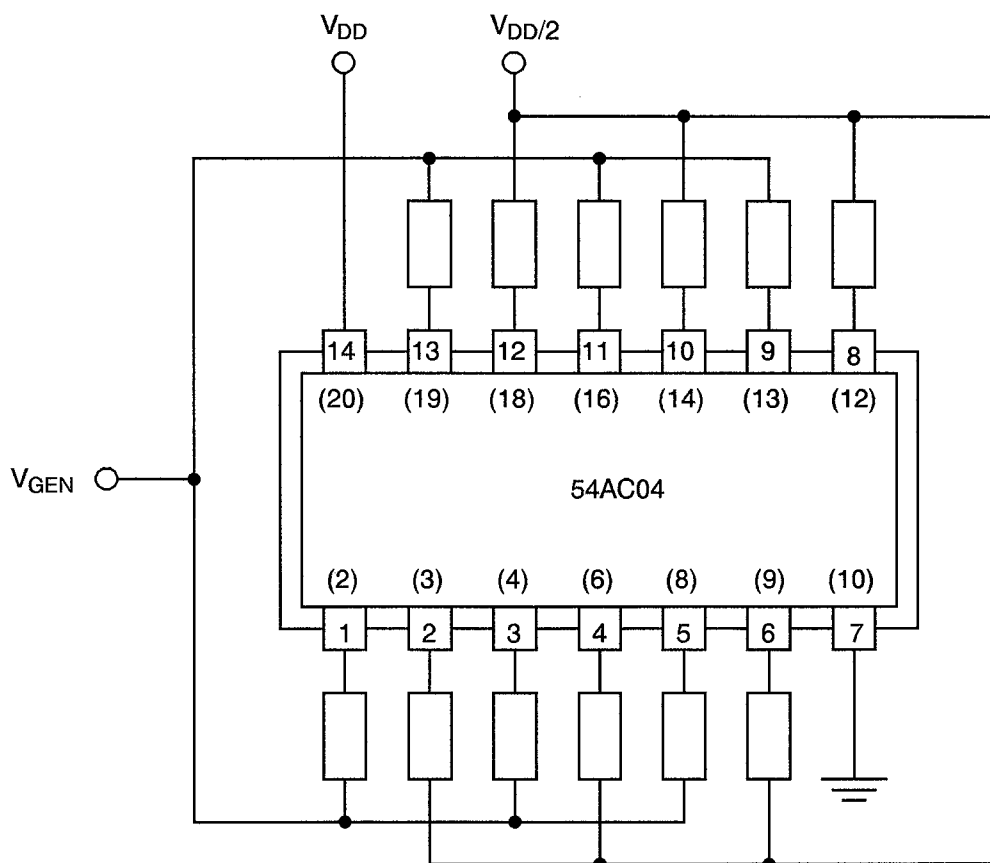 VDD VDD/2
14 13 12 11 10 9 8
(20) (19) (18) (16) (14) (13) (12)
VGEN
54AC04
(2) (3) (4) (6) (8) (9) (10)
1 2 3 4 5 6 7